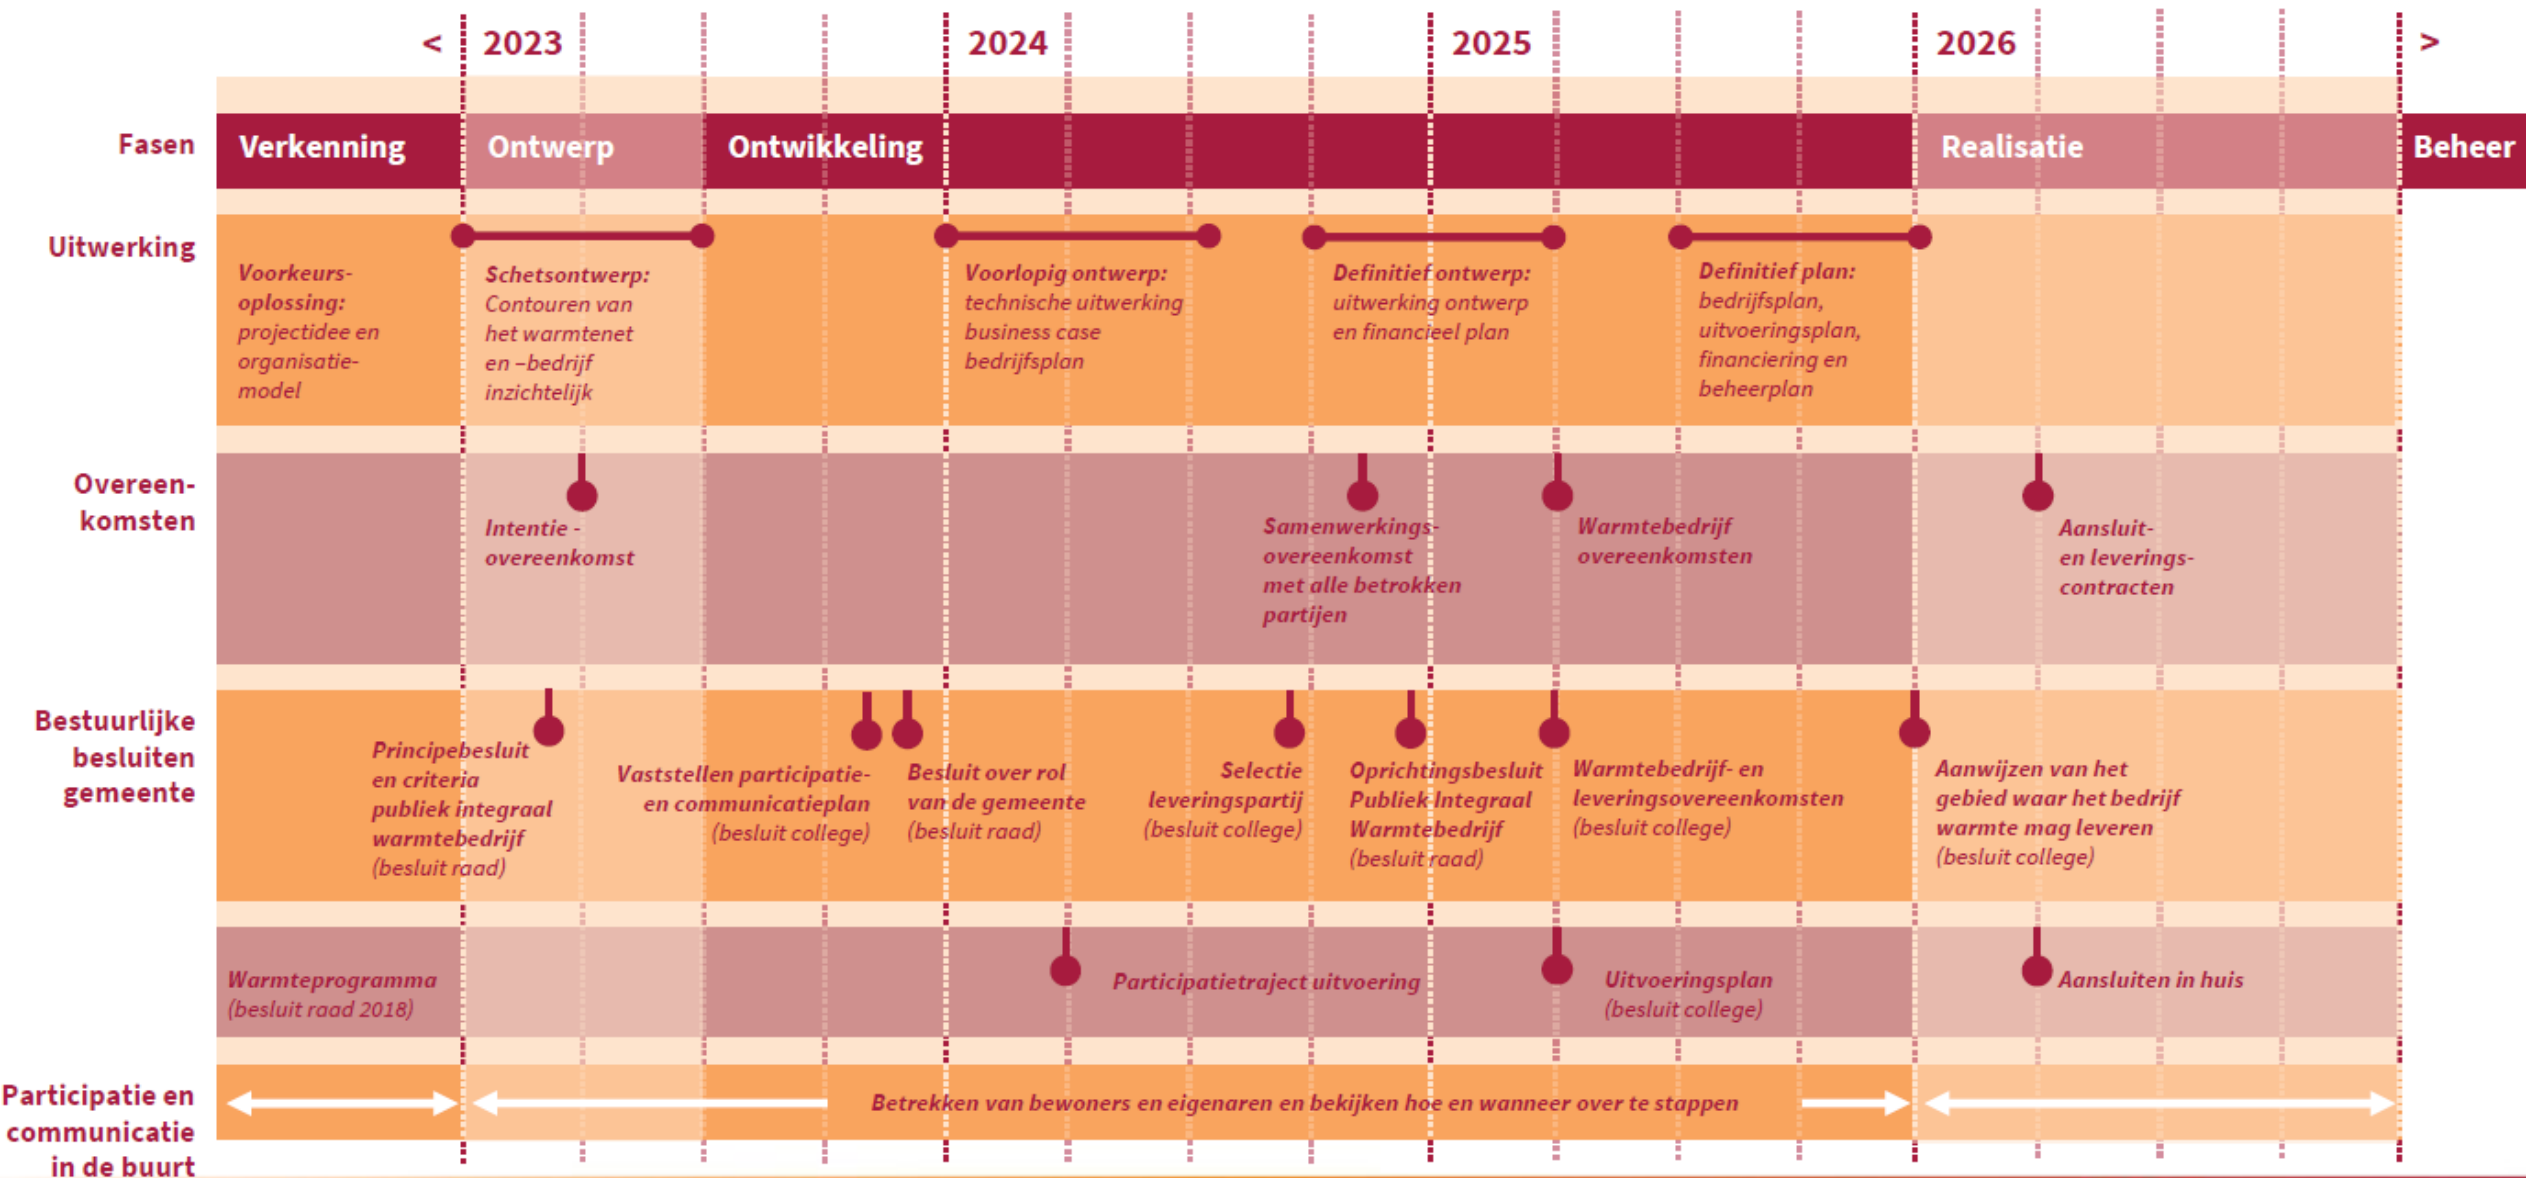 < 2023 2024 2025 2026 >
Fasen
Verkenning Ontwerp Ontwikkeling Realisatie Beheer
Uitwerking
Voorkeurs-
oplossing:
projectidee en
organisatie-
model
Schetsontwerp:
Contouren van
het warmtenet
en –bedrijf
inzichtelijk
Voorlopig ontwerp:
technische uitwerking
business case
bedrijfsplan
Definitief ontwerp:
uitwerking ontwerp
en financieel plan
Definitief plan:
bedrijfsplan,
uitvoeringsplan,
financiering en
beheerplan
Overeen-
komsten
Intentie -
overeenkomst
Samenwerkings-
overeenkomst
met alle betrokken
partijen
Warmtebedrijf
overeenkomsten
Aansluit-
en leverings-
contracten
Bestuurlijke
besluiten
gemeente
Principebesluit
en criteria
publiek integraal
warmtebedrijf
(besluit raad)
Vaststellen participatie-
en communicatieplan
(besluit college)
Besluit over rol
van de gemeente
(besluit raad)
Selectie
leveringspartij
(besluit college)
Oprichtingsbesluit
Publiek Integraal
Warmtebedrijf
(besluit raad)
Warmtebedrijf- en
leveringsovereenkomsten
(besluit college)
Aanwijzen van het
gebied waar het bedrijf
warmte mag leveren
(besluit college)
Warmteprogramma
(besluit raad 2018)
Participatietraject uitvoering
Uitvoeringsplan
(besluit college)
Aansluiten in huis
Participatie en
communicatie
in de buurt
Betrekken van bewoners en eigenaren en bekijken hoe en wanneer over te stappen